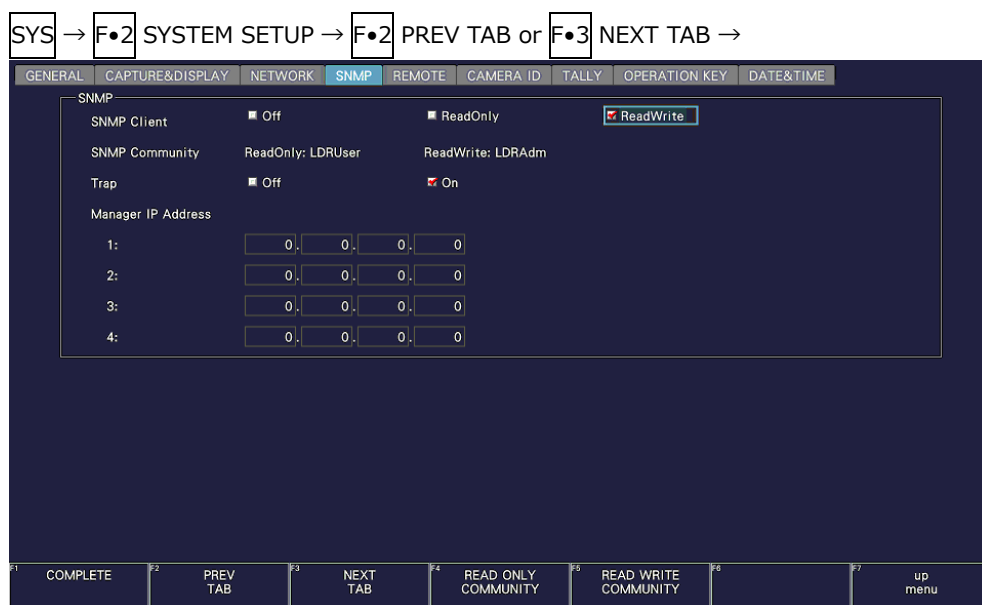 SYS → F•2 SYSTEM SETUP → F•2 PREV TAB or F•3 NEXT TAB →
GENERAL CAPTURE&DISPLAY NETWORK SNMP REMOTE CAMERA ID TALLY OPERATION KEY DATE&TIME
SNMP
SNMP Client Off ReadOnly ReadWrite
SNMP Community ReadOnly: LDRUser ReadWrite: LDRAdm
Trap Off On
Manager IP Address
1: 0. 0. 0. 0
2: 0. 0. 0. 0
3: 0. 0. 0. 0
4: 0. 0. 0. 0
F1 COMPLETE F2 PREV TAB F3 NEXT TAB F4 READ ONLY COMMUNITY F5 READ WRITE COMMUNITY F6 F7 up menu